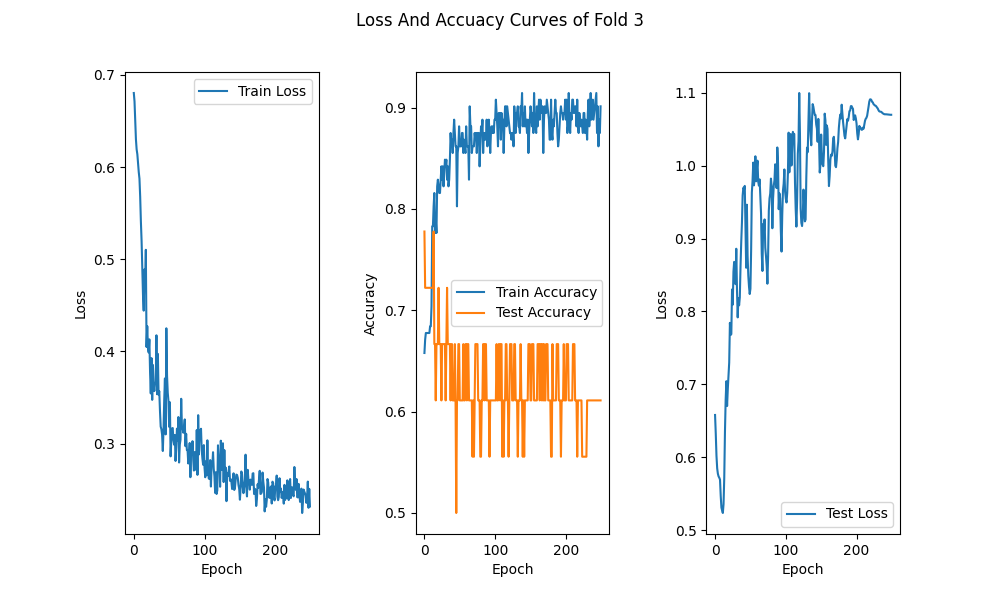 Loss And Accuacy Curves of Fold 3
0.7
0.6
0.5
0.4
0.3
0 100 200
Loss
Epoch
Train Loss
0.9
0.8
0.7
0.6
0.5
0 100 200
Accuracy
Epoch
Train Accuracy
Test Accuracy
1.1
1.0
0.9
0.8
0.7
0.6
0.5
0 100 200
Loss
Epoch
Test Loss